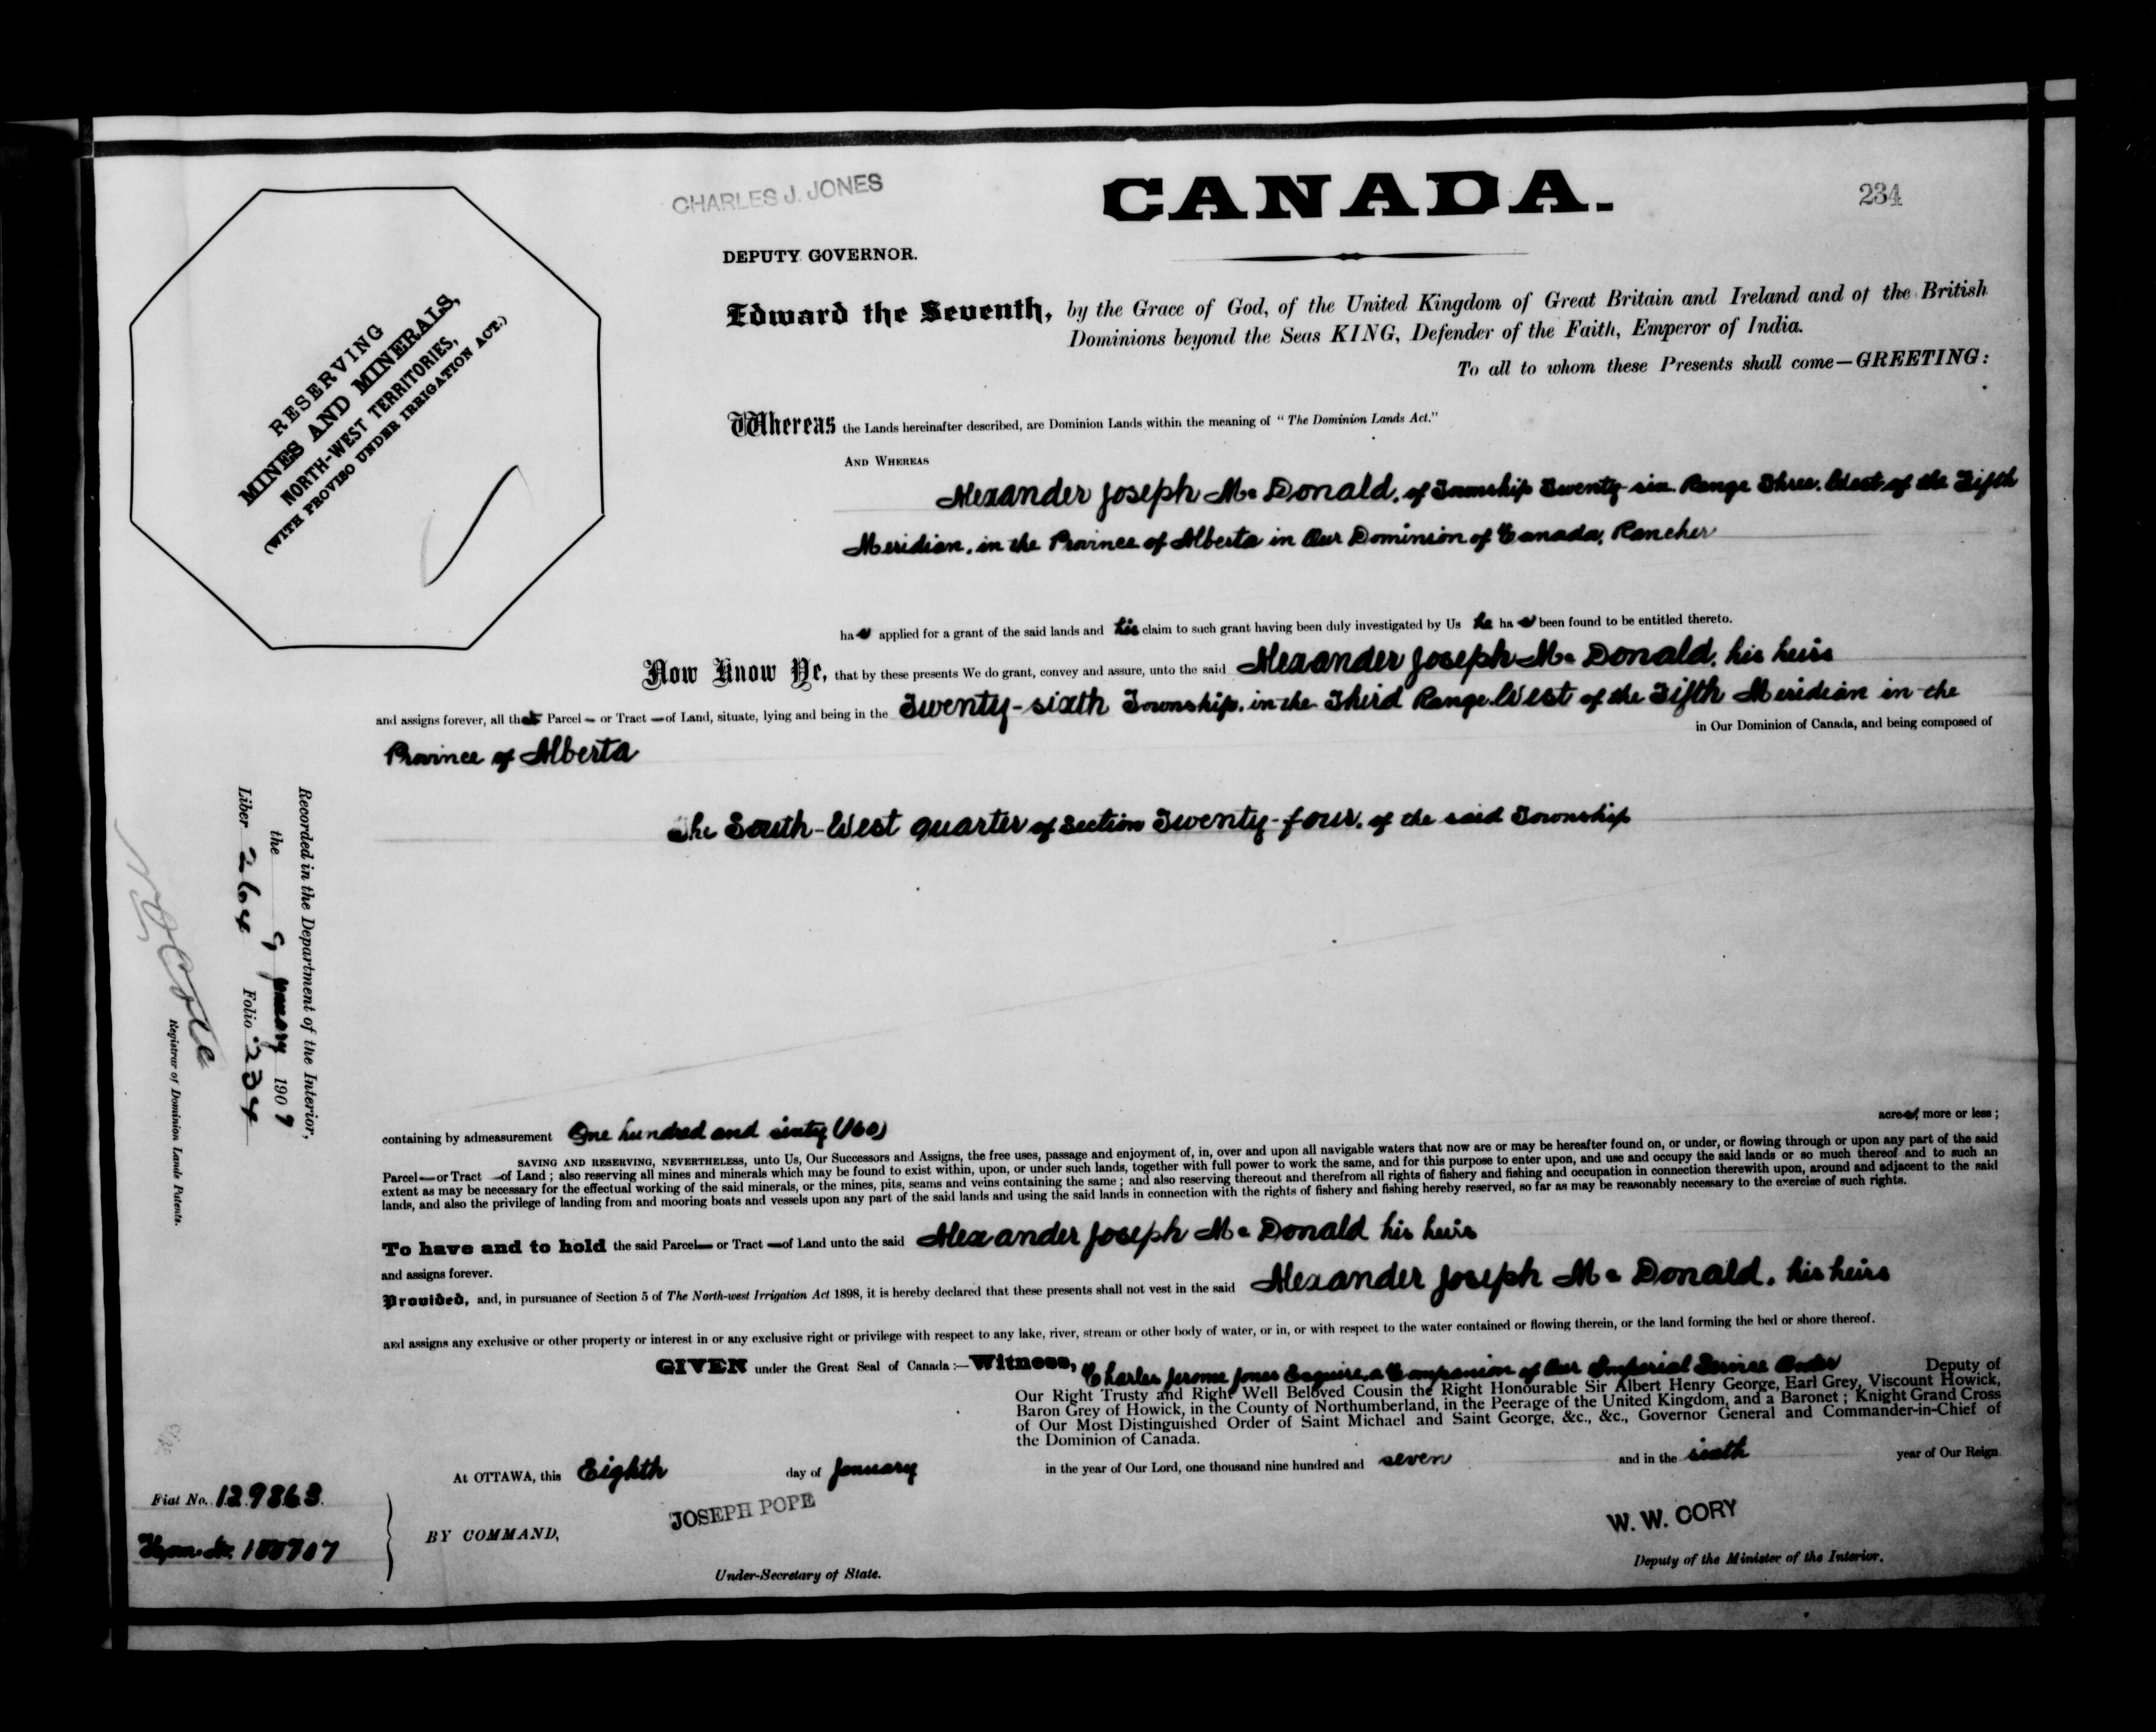 CHARLES J. JONES
CANADA.
234
DEPUTY GOVERNOR.
Edward the Seventh, by the Grace of God, of the United Kingdom of Great Britain and Ireland and of the British
Dominions beyond the Seas KING, Defender of the Faith, Emperor of India.
To all to whom these Presents shall come—GREETING:
RESERVING
MINES AND MINERALS,
NORTH-WEST TERRITORIES,
(WITH PROVISO UNDER IRRIGATION ACT.)
Whereas the Lands hereinafter described, are Dominion Lands within the meaning of "The Dominion Lands Act."
AND WHEREAS
Alexander Joseph Mc Donald, of Township Twenty-six. Range Three. West of the Fifth
Meridian, in the Province of Alberta in Our Dominion of Canada, Rancher
has applied for a grant of the said lands and his claim to such grant having been duly investigated by Us he has been found to be entitled thereto.
Now Know Ye, that by these presents We do grant, convey and assure, unto the said Alexander Joseph Mc Donald, his heirs
and assigns forever, all that Parcel — or Tract — of Land, situate, lying and being in the Twenty-sixth Township, in the Third Range West of the Fifth Meridian in the
Province of Alberta in Our Dominion of Canada, and being composed of
The South-West quarter of Section Twenty-four, of the said Township
Recorded in the Department of the Interior,
the 9 January 1907
Liber 264 Folio 234
Registrar of Dominion Lands Patents.
containing by admeasurement One hundred and sixty (160) acres, more or less;
SAVING AND RESERVING, NEVERTHELESS, unto Us, Our Successors and Assigns, the free uses, passage and enjoyment of, in, over and upon all navigable waters that now are or may be hereafter found on, or under, or flowing through or upon any part of the said
Parcel — or Tract — of Land; also reserving all mines and minerals which may be found to exist within, upon, or under such lands, together with full power to work the same, and for this purpose to enter upon, and use and occupy the said lands or so much thereof and to such an
extent as may be necessary for the effectual working of the said minerals, or the mines, pits, seams and veins containing the same; and also reserving thereout and therefrom all rights of fishery and fishing and occupation in connection therewith upon, around and adjacent to the said
lands, and also the privilege of landing from and mooring boats and vessels upon any part of the said lands and using the said lands in connection with the rights of fishery and fishing hereby reserved, so far as may be reasonably necessary to the exercise of such rights.
To have and to hold the said Parcel — or Tract — of Land unto the said Alexander Joseph Mc Donald his heirs
and assigns forever.
Provided, and, in pursuance of Section 5 of The North-west Irrigation Act 1898, it is hereby declared that these presents shall not vest in the said Alexander Joseph Mc Donald, his heirs
and assigns any exclusive or other property or interest in or any exclusive right or privilege with respect to any lake, river, stream or other body of water, or in, or with respect to the water contained or flowing therein, or the land forming the bed or shore thereof.
GIVEN under the Great Seal of Canada:—Witness, Charles Jerome Jones Esquire, a Companion of Our Imperial Service Order Deputy of
Our Right Trusty and Right Well Beloved Cousin the Right Honourable Sir Albert Henry George, Earl Grey, Viscount Howick,
Baron Grey of Howick, in the County of Northumberland, in the Peerage of the United Kingdom, and a Baronet; Knight Grand Cross
of Our Most Distinguished Order of Saint Michael and Saint George, &c., &c., Governor General and Commander-in-Chief of
the Dominion of Canada.
At OTTAWA, this Eighth day of January in the year of Our Lord, one thousand nine hundred and seven and in the sixth year of Our Reign.
Fiat No. 129863.
BY COMMAND,
JOSEPH POPE
Under-Secretary of State.
W. W. CORY
Deputy of the Minister of the Interior.